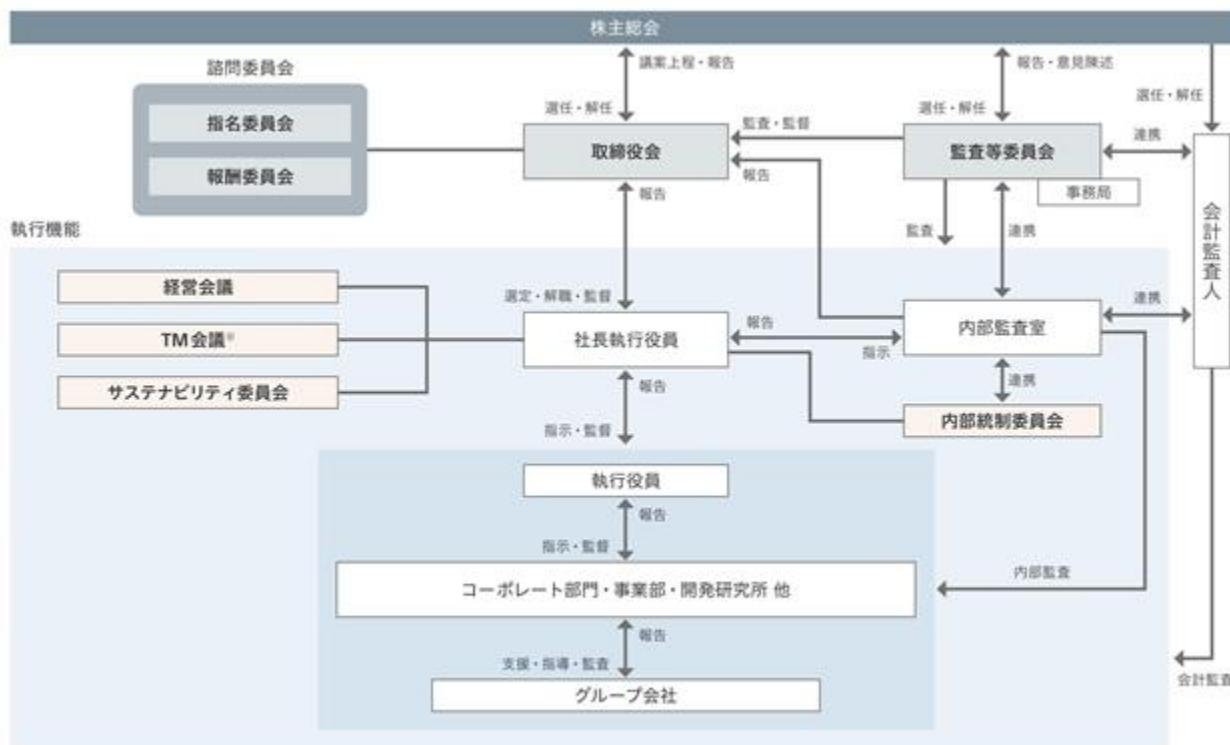 株主総会
諮問委員会
議案上程・報告
報告・意見陳述
選任・解任
選任・解任
選任・解任
指名委員会
報酬委員会
取締役会
監査・監督
報告
監査等委員会
連携
事務局
会計監査人
報告
監査
連携
執行機能
経営会議
TM会議※
サステナビリティ委員会
選定・解職・監督
社長執行役員
報告
指示
内部監査室
連携
連携
内部統制委員会
報告
指示・監督
執行役員
報告
指示・監督
コーポレート部門・事業部・開発研究所 他
内部監査
報告
支援・指導・監査
グループ会社
会計監査